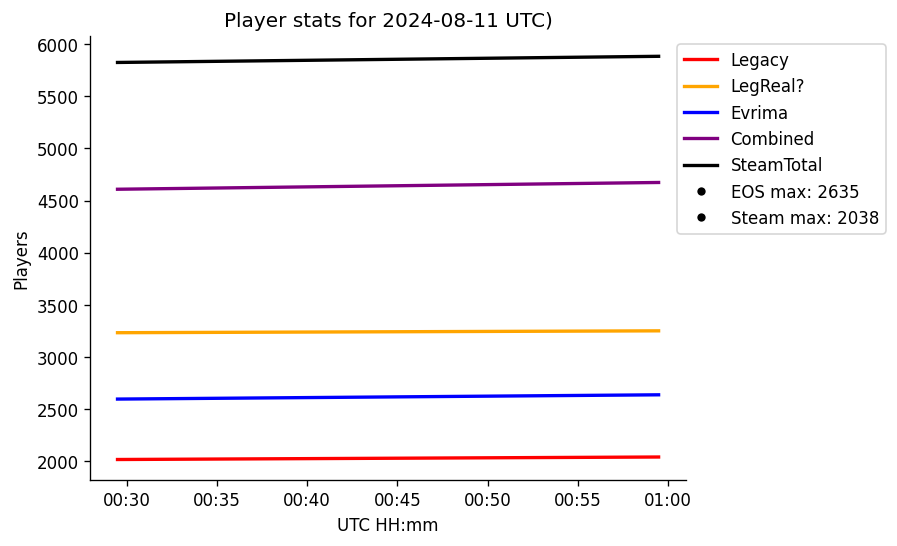 Player stats for 2024-08-11 UTC)
6000
5500
5000
4500
4000
3500
3000
2500
2000
Players
00:30 00:35 00:40 00:45 00:50 00:55 01:00
UTC HH:mm
Legacy
LegReal?
Evrima
Combined
SteamTotal
EOS max: 2635
Steam max: 2038